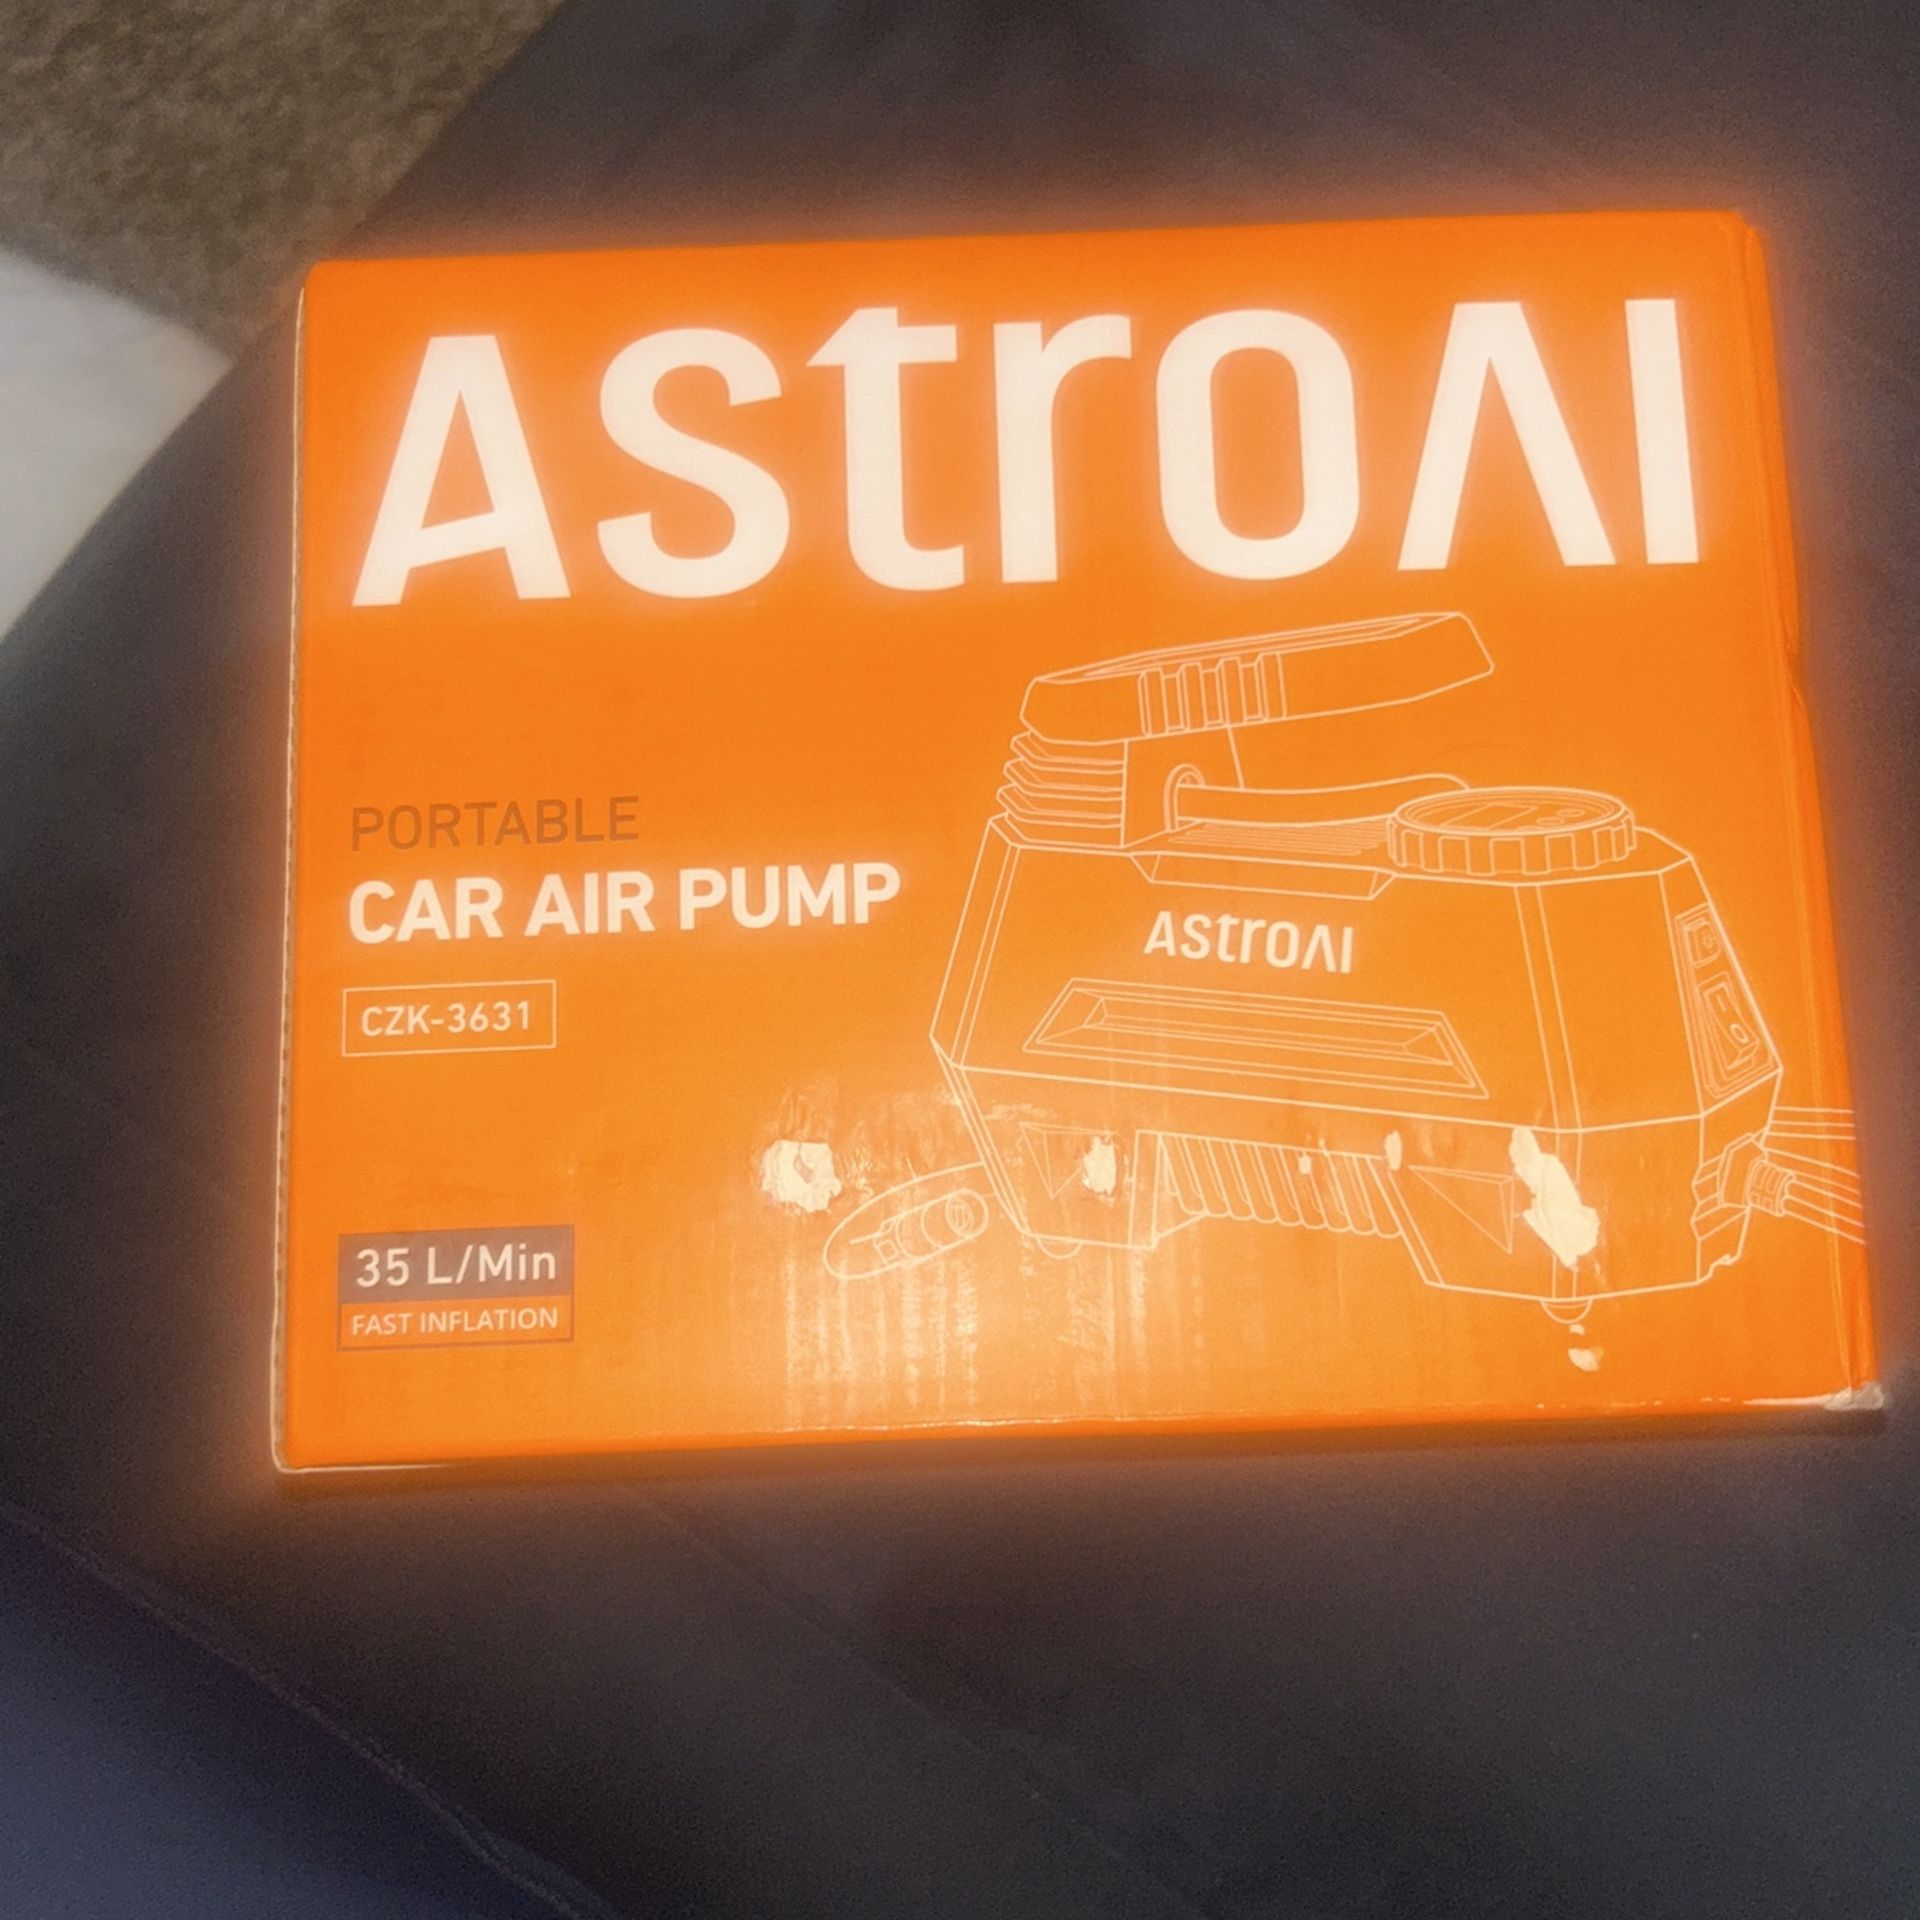 AstroAI
PORTABLE
CAR AIR PUMP
AstroAI
CZK-3631
35 L/Min
FAST INFLATION